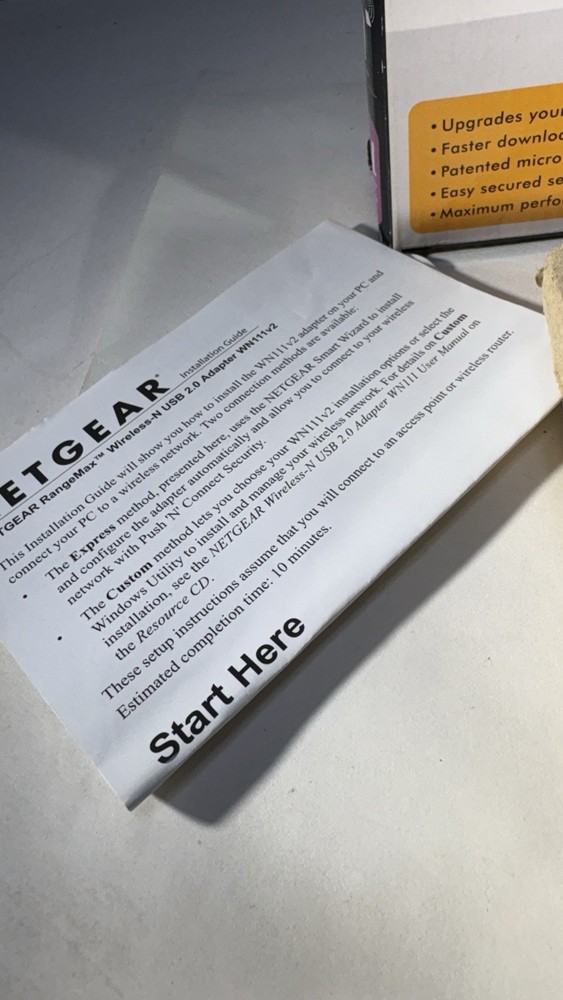 • Upgrades your
• Faster downloa
• Patented micro
• Easy secured se
• Maximum perfo
ETGEAR®
Installation Guide
TGEAR RangeMax™ Wireless-N USB 2.0 Adapter WN111v2
This Installation Guide will show you how to install the WN111v2 adapter on your PC and
connect your PC to a wireless network. Two connection methods are available:
• The Express method, presented here, uses the NETGEAR Smart Wizard to install
and configure the adapter automatically and allow you to connect to your wireless
network with Push 'N' Connect Security.
• The Custom method lets you choose your WN111v2 installation options or select the
Windows Utility to install and manage your wireless network. For details on Custom
installation, see the NETGEAR Wireless-N USB 2.0 Adapter WN111 User Manual on
the Resource CD.
These setup instructions assume that you will connect to an access point or wireless router.
Estimated completion time: 10 minutes.
Start Here